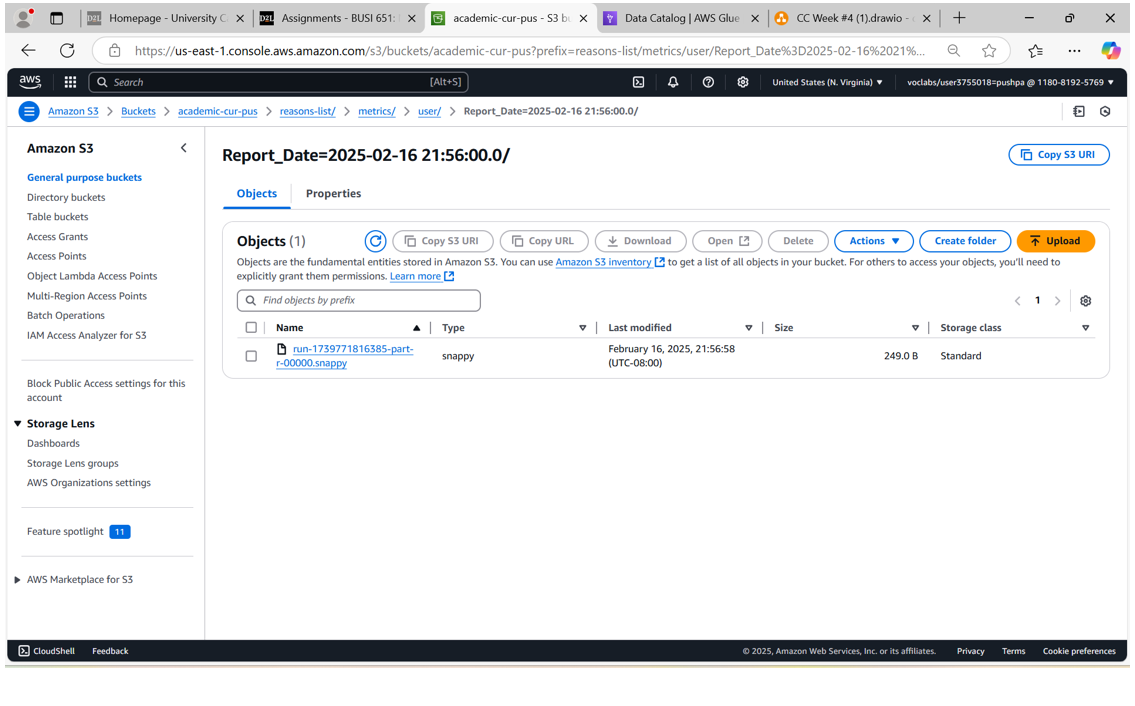 Homepage - University C
Assignments - BUSI 651:
academic-cur-pus - S3 bu
Data Catalog | AWS Glue
CC Week #4 (1).drawio -
https://us-east-1.console.aws.amazon.com/s3/buckets/academic-cur-pus?prefix=reasons-list/metrics/user/Report_Date%3D2025-02-16%2021%...
aws
Search [Alt+S]
United States (N. Virginia)
voclabs/user3755018=pushpa @ 1180-8192-5769
Amazon S3 > Buckets > academic-cur-pus > reasons-list/ > metrics/ > user/ > Report_Date=2025-02-16 21:56:00.0/
Amazon S3
General purpose buckets
Directory buckets
Table buckets
Access Grants
Access Points
Object Lambda Access Points
Multi-Region Access Points
Batch Operations
IAM Access Analyzer for S3
Block Public Access settings for this
account
Storage Lens
Dashboards
Storage Lens groups
AWS Organizations settings
Feature spotlight 11
AWS Marketplace for S3
Report_Date=2025-02-16 21:56:00.0/
Copy S3 URI
Objects Properties
Objects (1)
Copy S3 URI Copy URL Download Open Delete Actions Create folder Upload
Objects are the fundamental entities stored in Amazon S3. You can use Amazon S3 inventory to get a list of all objects in your bucket. For others to access your objects, you'll need to
explicitly grant them permissions. Learn more
Find objects by prefix
1
Name Type Last modified Size Storage class
run-1739771816385-part-
r-00000.snappy
snappy
February 16, 2025, 21:56:58
(UTC-08:00)
249.0 B
Standard
CloudShell Feedback
© 2025, Amazon Web Services, Inc. or its affiliates. Privacy Terms Cookie preferences